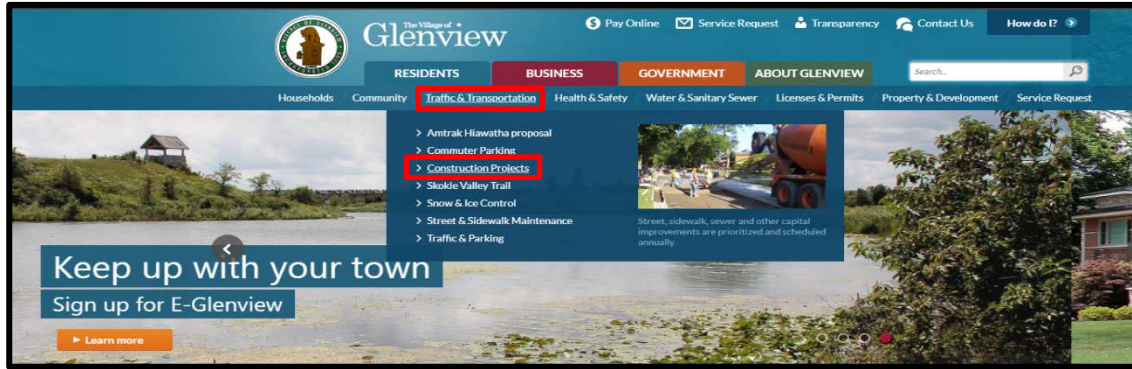 The Village of
Glenview
Pay Online Service Request Transparency Contact Us How do I?
RESIDENTS BUSINESS GOVERNMENT ABOUT GLENVIEW Search...
Households Community Traffic & Transportation Health & Safety Water & Sanitary Sewer Licenses & Permits Property & Development Service Request
> Amtrak Hiawatha proposal
> Commuter Parking
> Construction Projects
> Skokie Valley Trail
> Snow & Ice Control
> Street & Sidewalk Maintenance
> Traffic & Parking
Street, sidewalk, sewer and other capital
improvements are prioritized and scheduled
annually.
Keep up with your town
Sign up for E-Glenview
Learn more